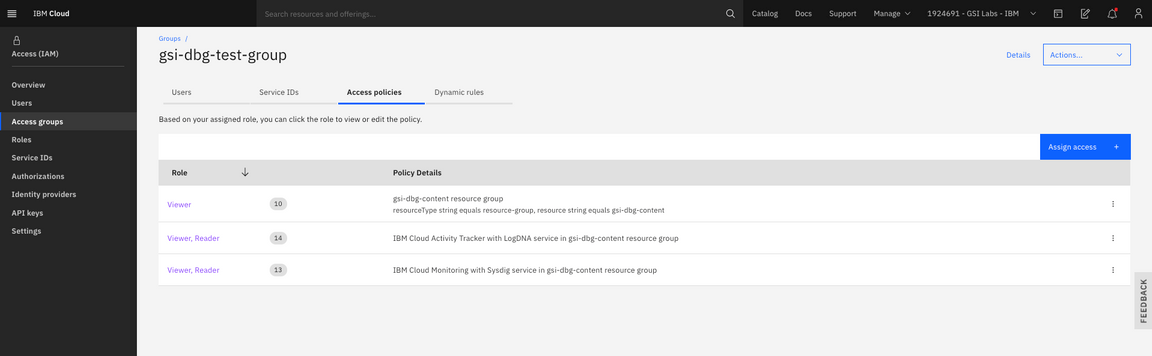 IBM Cloud
Search resources and offerings...
Catalog
Docs
Support
Manage
1924691 - GSI Labs - IBM
Access (IAM)
Overview
Users
Access groups
Roles
Service IDs
Authorizations
Identity providers
API keys
Settings
Groups /
gsi-dbg-test-group
Details
Actions...
Users
Service IDs
Access policies
Dynamic rules
Based on your assigned role, you can click the role to view or edit the policy.
Assign access +
Role
Policy Details
Viewer
10
gsi-dbg-content resource group
resourceType string equals resource-group, resource string equals gsi-dbg-content
Viewer, Reader
14
IBM Cloud Activity Tracker with LogDNA service in gsi-dbg-content resource group
Viewer, Reader
13
IBM Cloud Monitoring with Sysdig service in gsi-dbg-content resource group
FEEDBACK